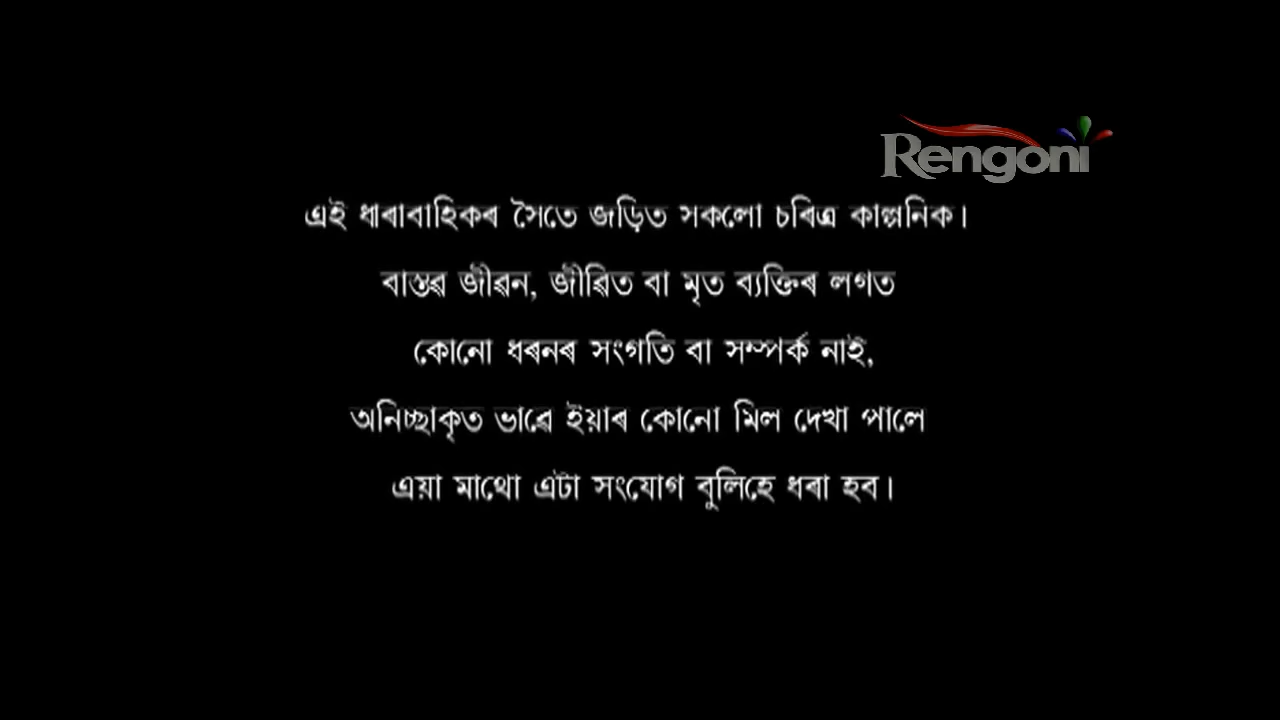 Rengoni
এই ধাৰাবাহিকৰ সৈতে জড়িত সকলো চৰিত্ৰ কাল্পনিক।
বাস্তৱ জীৱন, জীৱিত বা মৃত ব্যক্তিৰ লগত
কোনো ধৰনৰ সংগতি বা সম্পৰ্ক নাই,
অনিচ্ছাকৃত ভাৱে ইয়াৰ কোনো মিল দেখা পালে
এয়া মাথো এটা সংযোগ বুলিহে ধৰা হব।